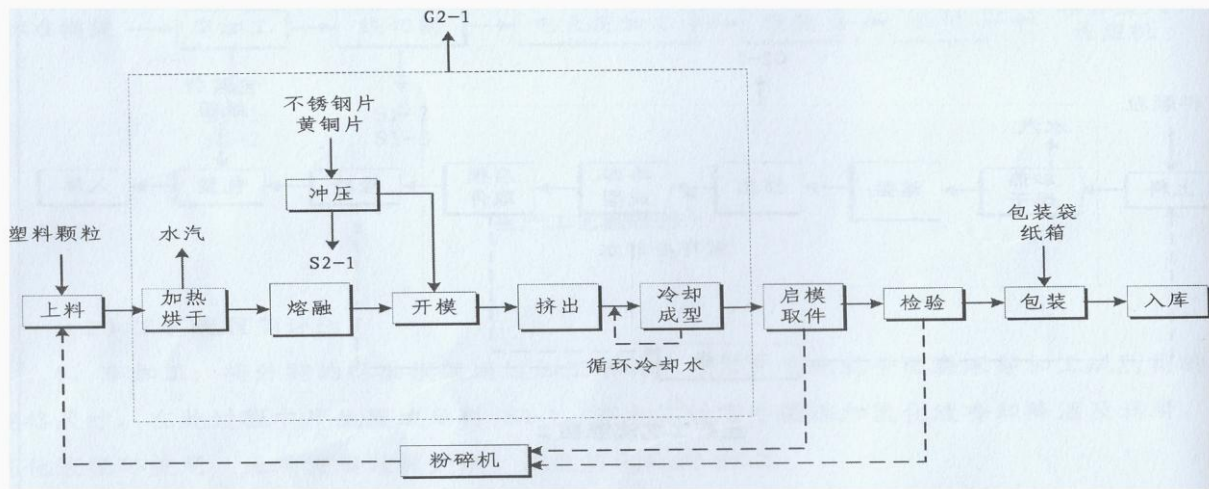 G2-1
不锈钢片
黄铜片
冲压
塑料颗粒
水汽
S2-1
包装袋
纸箱
上料
加热
烘干
熔融
开模
挤出
冷却
成型
启模
取件
检验
包装
入库
循环冷却水
粉碎机